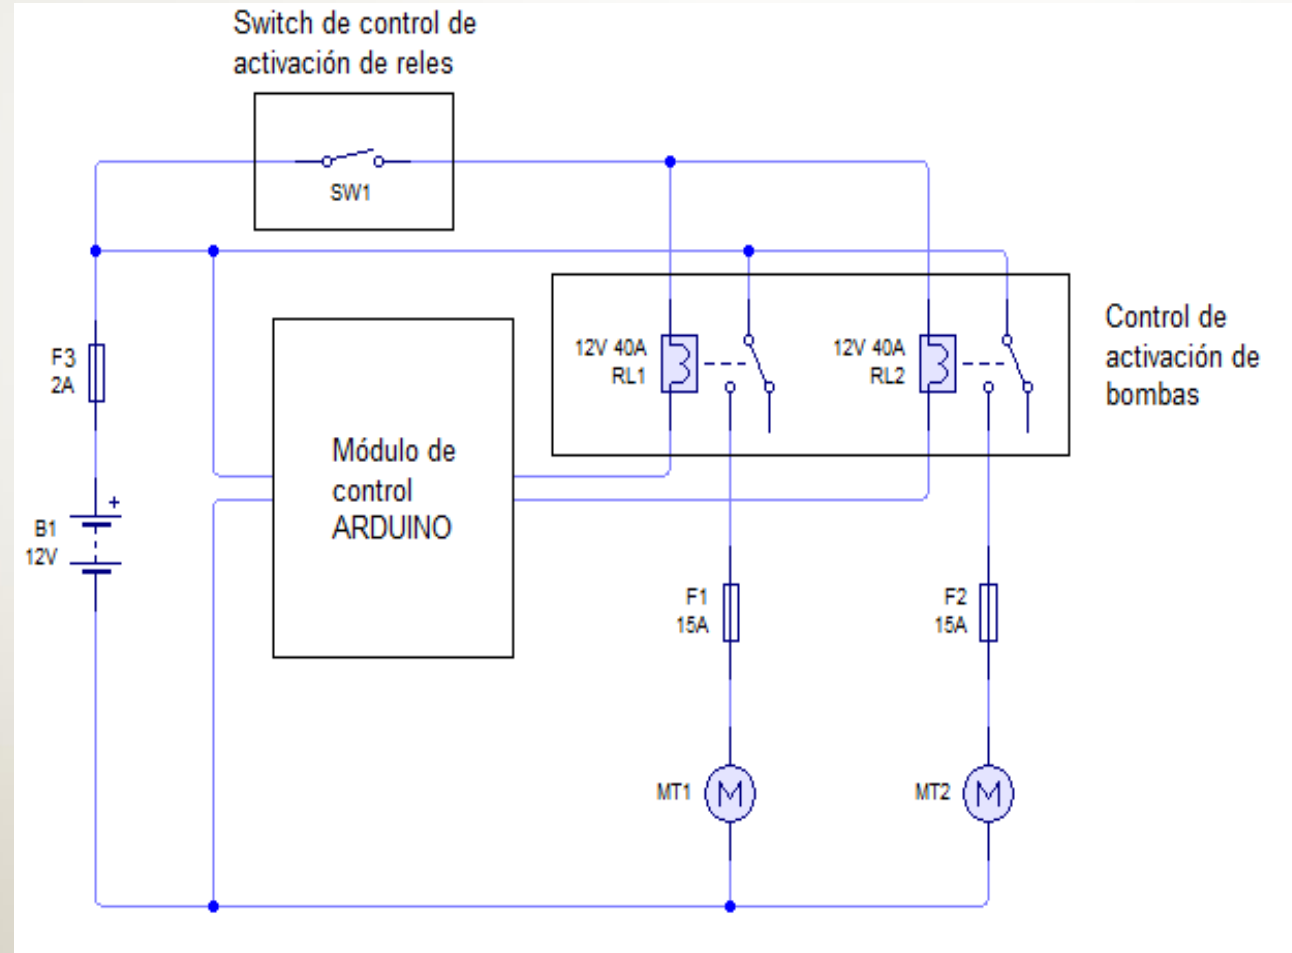 Switch de control de
activación de reles
SW1
F3
2A
12V 40A
RL1
12V 40A
RL2
Control de
activación de
bombas
Módulo de
control
ARDUINO
+
B1
12V
F1
15A
F2
15A
MT1
M
MT2
M